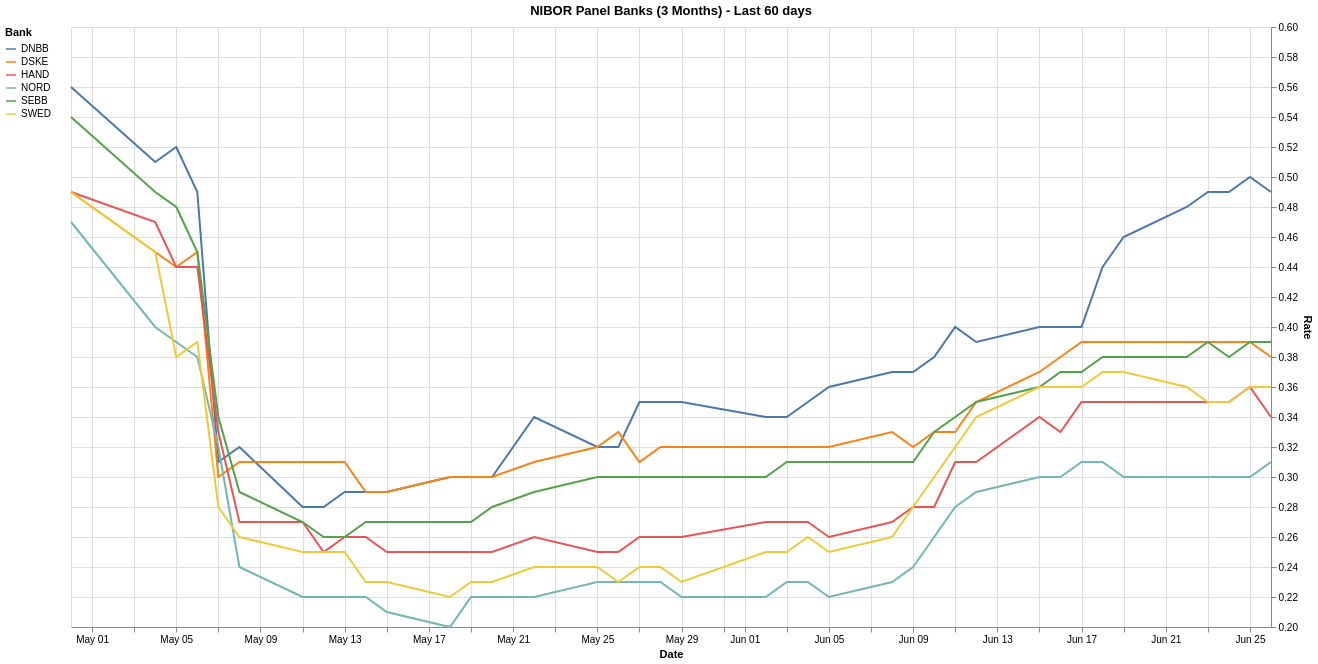 NIBOR Panel Banks (3 Months) - Last 60 days
Bank
DNBB
DSKE
HAND
NORD
SEBB
SWED
0.60
0.58
0.56
0.54
0.52
0.50
0.48
0.46
0.44
0.42
0.40
0.38
0.36
0.34
0.32
0.30
0.28
0.26
0.24
0.22
0.20
Rate
May 01 May 05 May 09 May 13 May 17 May 21 May 25 May 29 Jun 01 Jun 05 Jun 09 Jun 13 Jun 17 Jun 21 Jun 25
Date